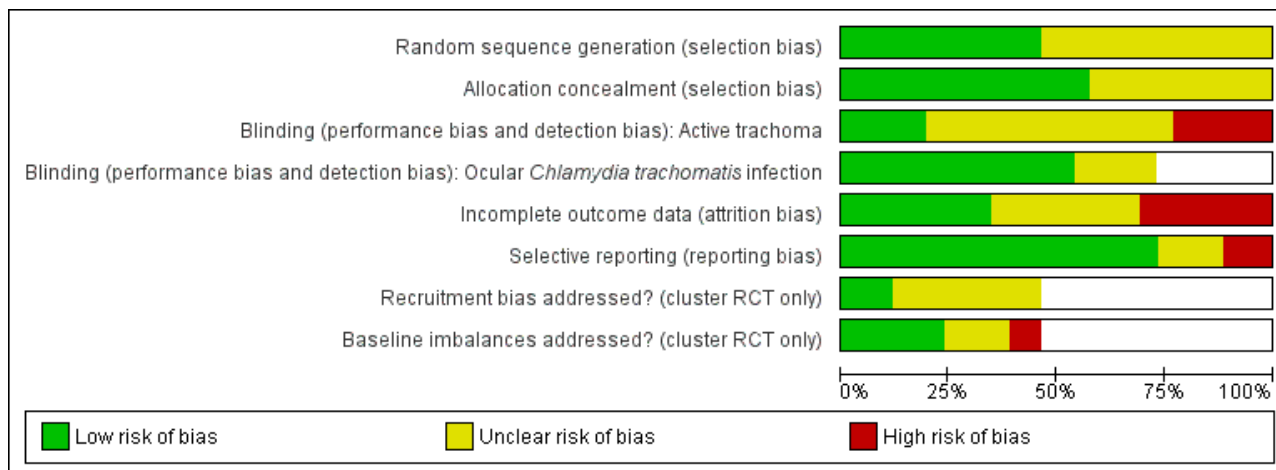 Random sequence generation (selection bias)
Allocation concealment (selection bias)
Blinding (performance bias and detection bias): Active trachoma
Blinding (performance bias and detection bias): Ocular Chlamydia trachomatis infection
Incomplete outcome data (attrition bias)
Selective reporting (reporting bias)
Recruitment bias addressed? (cluster RCT only)
Baseline imbalances addressed? (cluster RCT only)
0% 25% 50% 75% 100%
Low risk of bias Unclear risk of bias High risk of bias